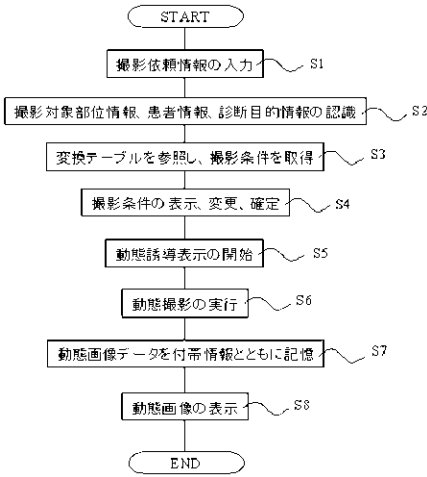 START
撮影依頼情報の入力 S1
撮影対象部位情報、患者情報、診断目的情報の認識 S2
変換テーブルを参照し、撮影条件を取得 S3
撮影条件の表示、変更、確定 S4
動態誘導表示の開始 S5
動態撮影の実行 S6
動態画像データを付帯情報とともに記憶 S7
動態画像の表示 S8
END